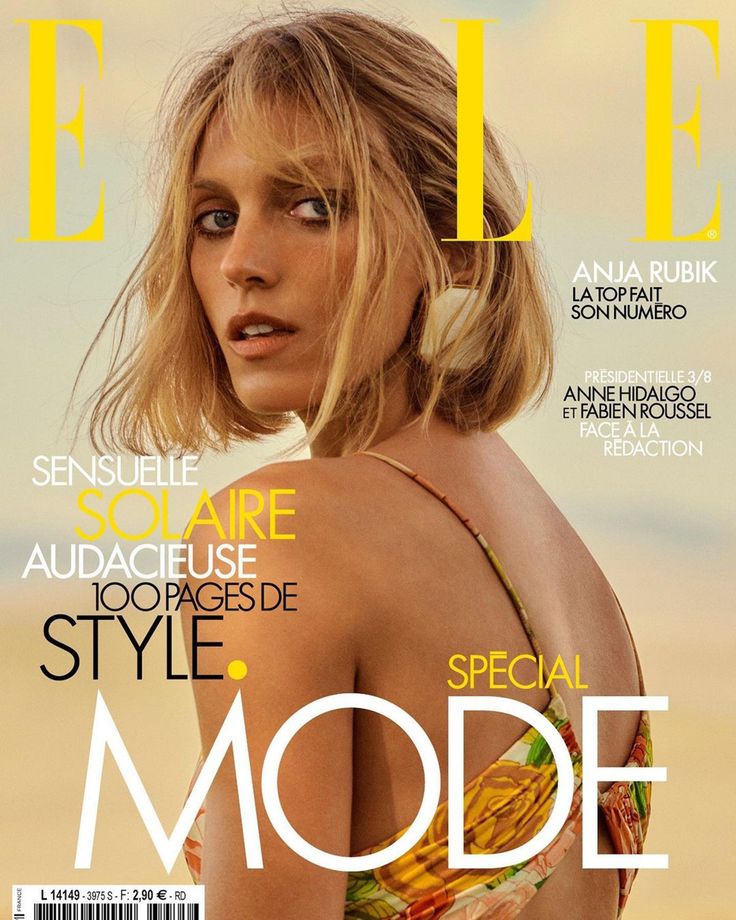 ELLE®
ANJA RUBIK
LA TOP FAIT
SON NUMÉRO
PRÉSIDENTIELLE 3/8
ANNE HIDALGO
ET FABIEN ROUSSEL
FACE À LA
RÉDACTION
SENSUELLE
SOLAIRE
AUDACIEUSE
100 PAGES DE
STYLE.
SPÉCIAL
MODE
L 14149 - 3975 S - F: 2,90 € - RD
FRANCE